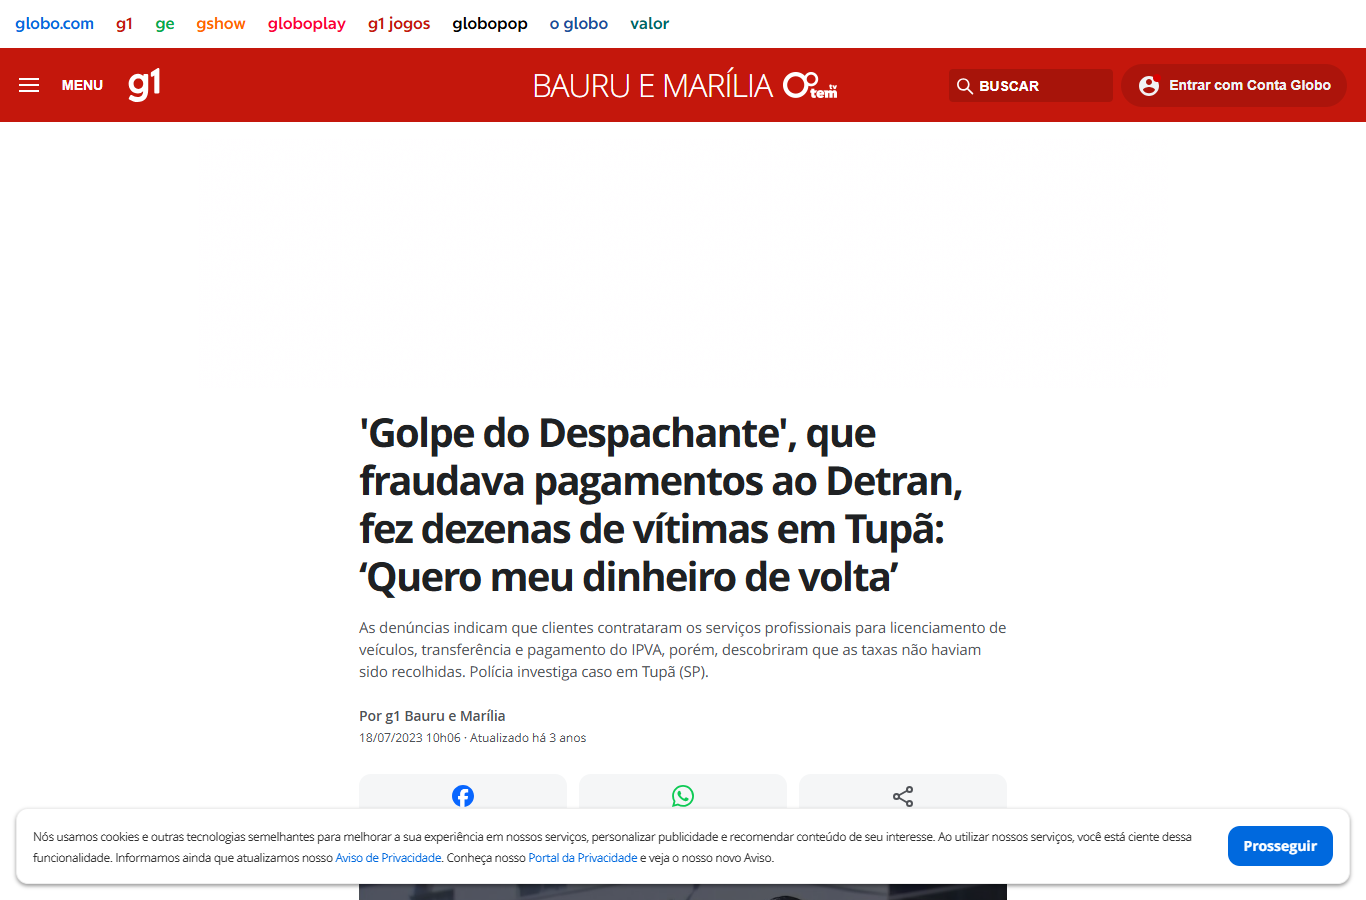 globo.com g1 ge gshow globoplay g1 jogos globopop o globo valor
MENU g1 BAURU E MARÍLIA tv tem BUSCAR Entrar com Conta Globo
'Golpe do Despachante', que
fraudava pagamentos ao Detran,
fez dezenas de vítimas em Tupã:
‘Quero meu dinheiro de volta’
As denúncias indicam que clientes contrataram os serviços profissionais para licenciamento de
veículos, transferência e pagamento do IPVA, porém, descobriram que as taxas não haviam
sido recolhidas. Polícia investiga caso em Tupã (SP).
Por g1 Bauru e Marília
18/07/2023 10h06 · Atualizado há 3 anos
Nós usamos cookies e outras tecnologias semelhantes para melhorar a sua experiência em nossos serviços, personalizar publicidade e recomendar conteúdo de seu interesse. Ao utilizar nossos serviços, você está ciente dessa
funcionalidade. Informamos ainda que atualizamos nosso Aviso de Privacidade. Conheça nosso Portal da Privacidade e veja o nosso novo Aviso.
Prosseguir